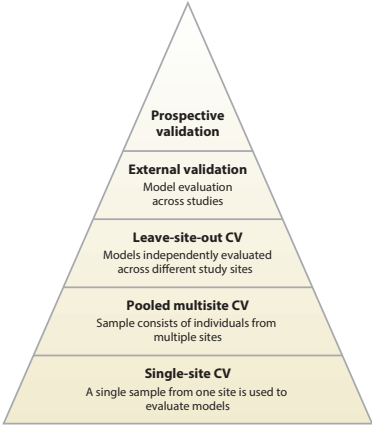 Prospective
validation
External validation
Model evaluation
across studies
Leave-site-out CV
Models independently evaluated
across different study sites
Pooled multisite CV
Sample consists of individuals from
multiple sites
Single-site CV
A single sample from one site is used to
evaluate models